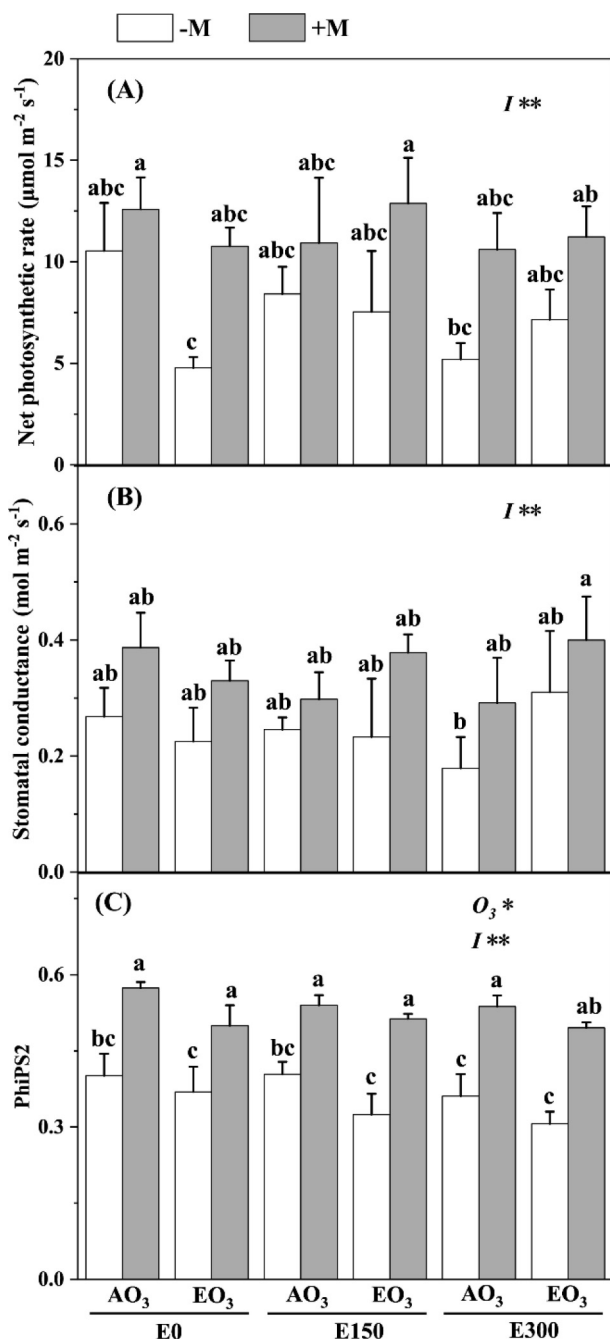 -M +M
(A)
I **
Net photosynthetic rate (μmol m⁻² s⁻¹)
20
15
10
5
0
abc a abc c abc abc abc a bc abc abc ab
(B)
I **
Stomatal conductance (mol m⁻² s⁻¹)
0.6
0.4
0.2
0.0
ab ab ab ab ab ab ab ab b ab ab a
(C)
O₃ *
I **
PhiPS2
0.6
0.3
0.0
bc a c a bc a c a c a c ab
AO₃ EO₃ AO₃ EO₃ AO₃ EO₃
E0 E150 E300